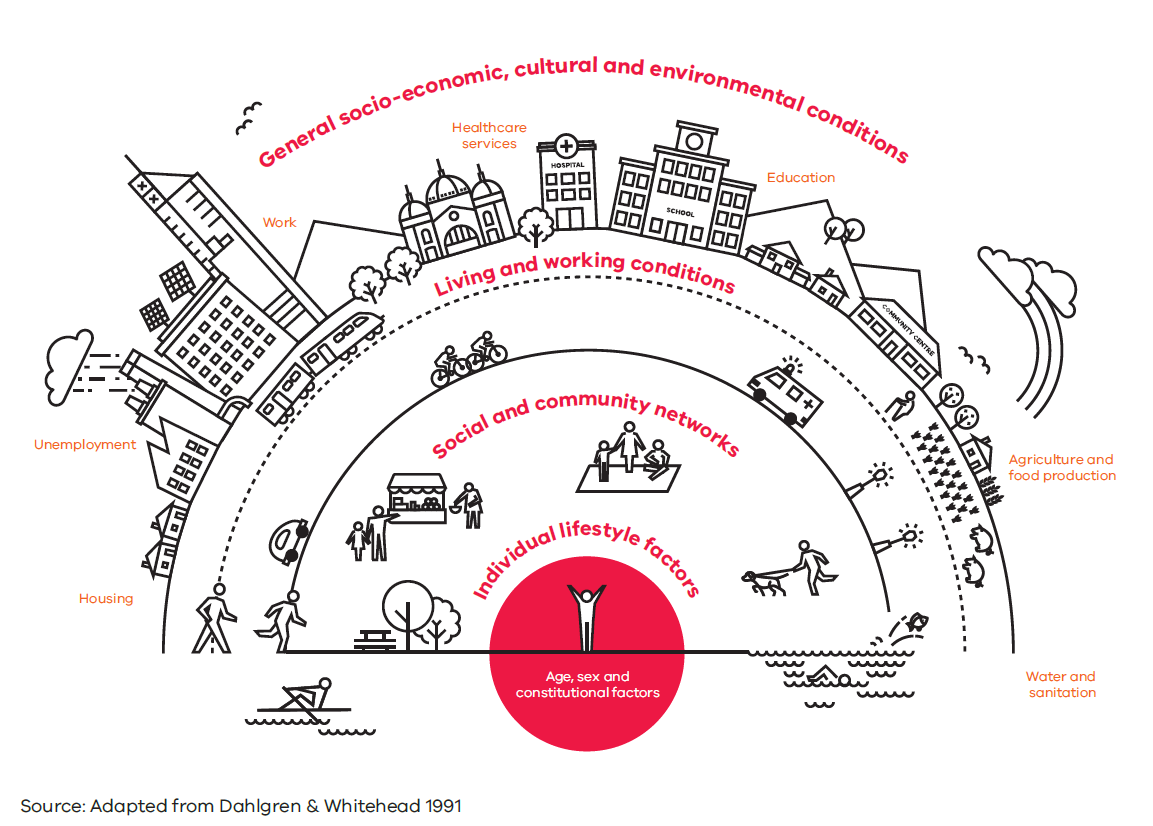 General socio-economic, cultural and environmental conditions
Healthcare
services
HOSPITAL
Education
SCHOOL
Work
Living and working conditions
COMMUNITY CENTRE
Social and community networks
Unemployment
Agriculture and
food production
Individual lifestyle factors
Housing
Age, sex and
constitutional factors
Water and
sanitation
Source: Adapted from Dahlgren & Whitehead 1991